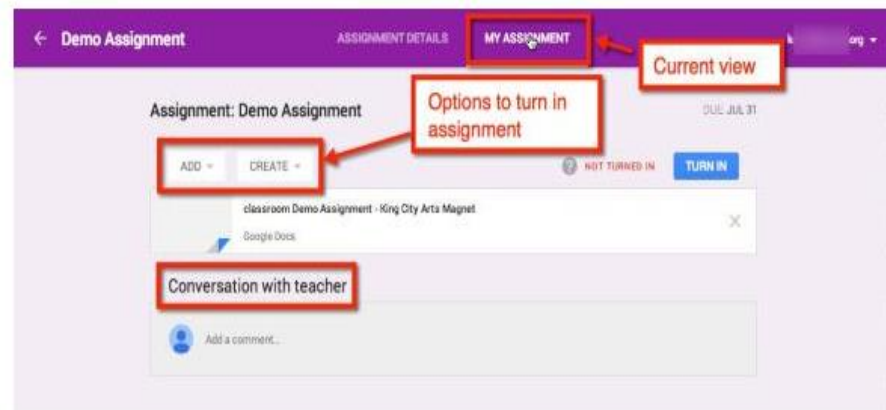 ← Demo Assignment ASSIGNMENT DETAILS MY ASSIGNMENT org
Current view
Assignment: Demo Assignment
Options to turn in
assignment
DUE JUL 31
ADD CREATE ? NOT TURNED IN TURN IN
classroom Demo Assignment - King City Arts Magnet
Google Docs
Conversation with teacher
Add a comment...